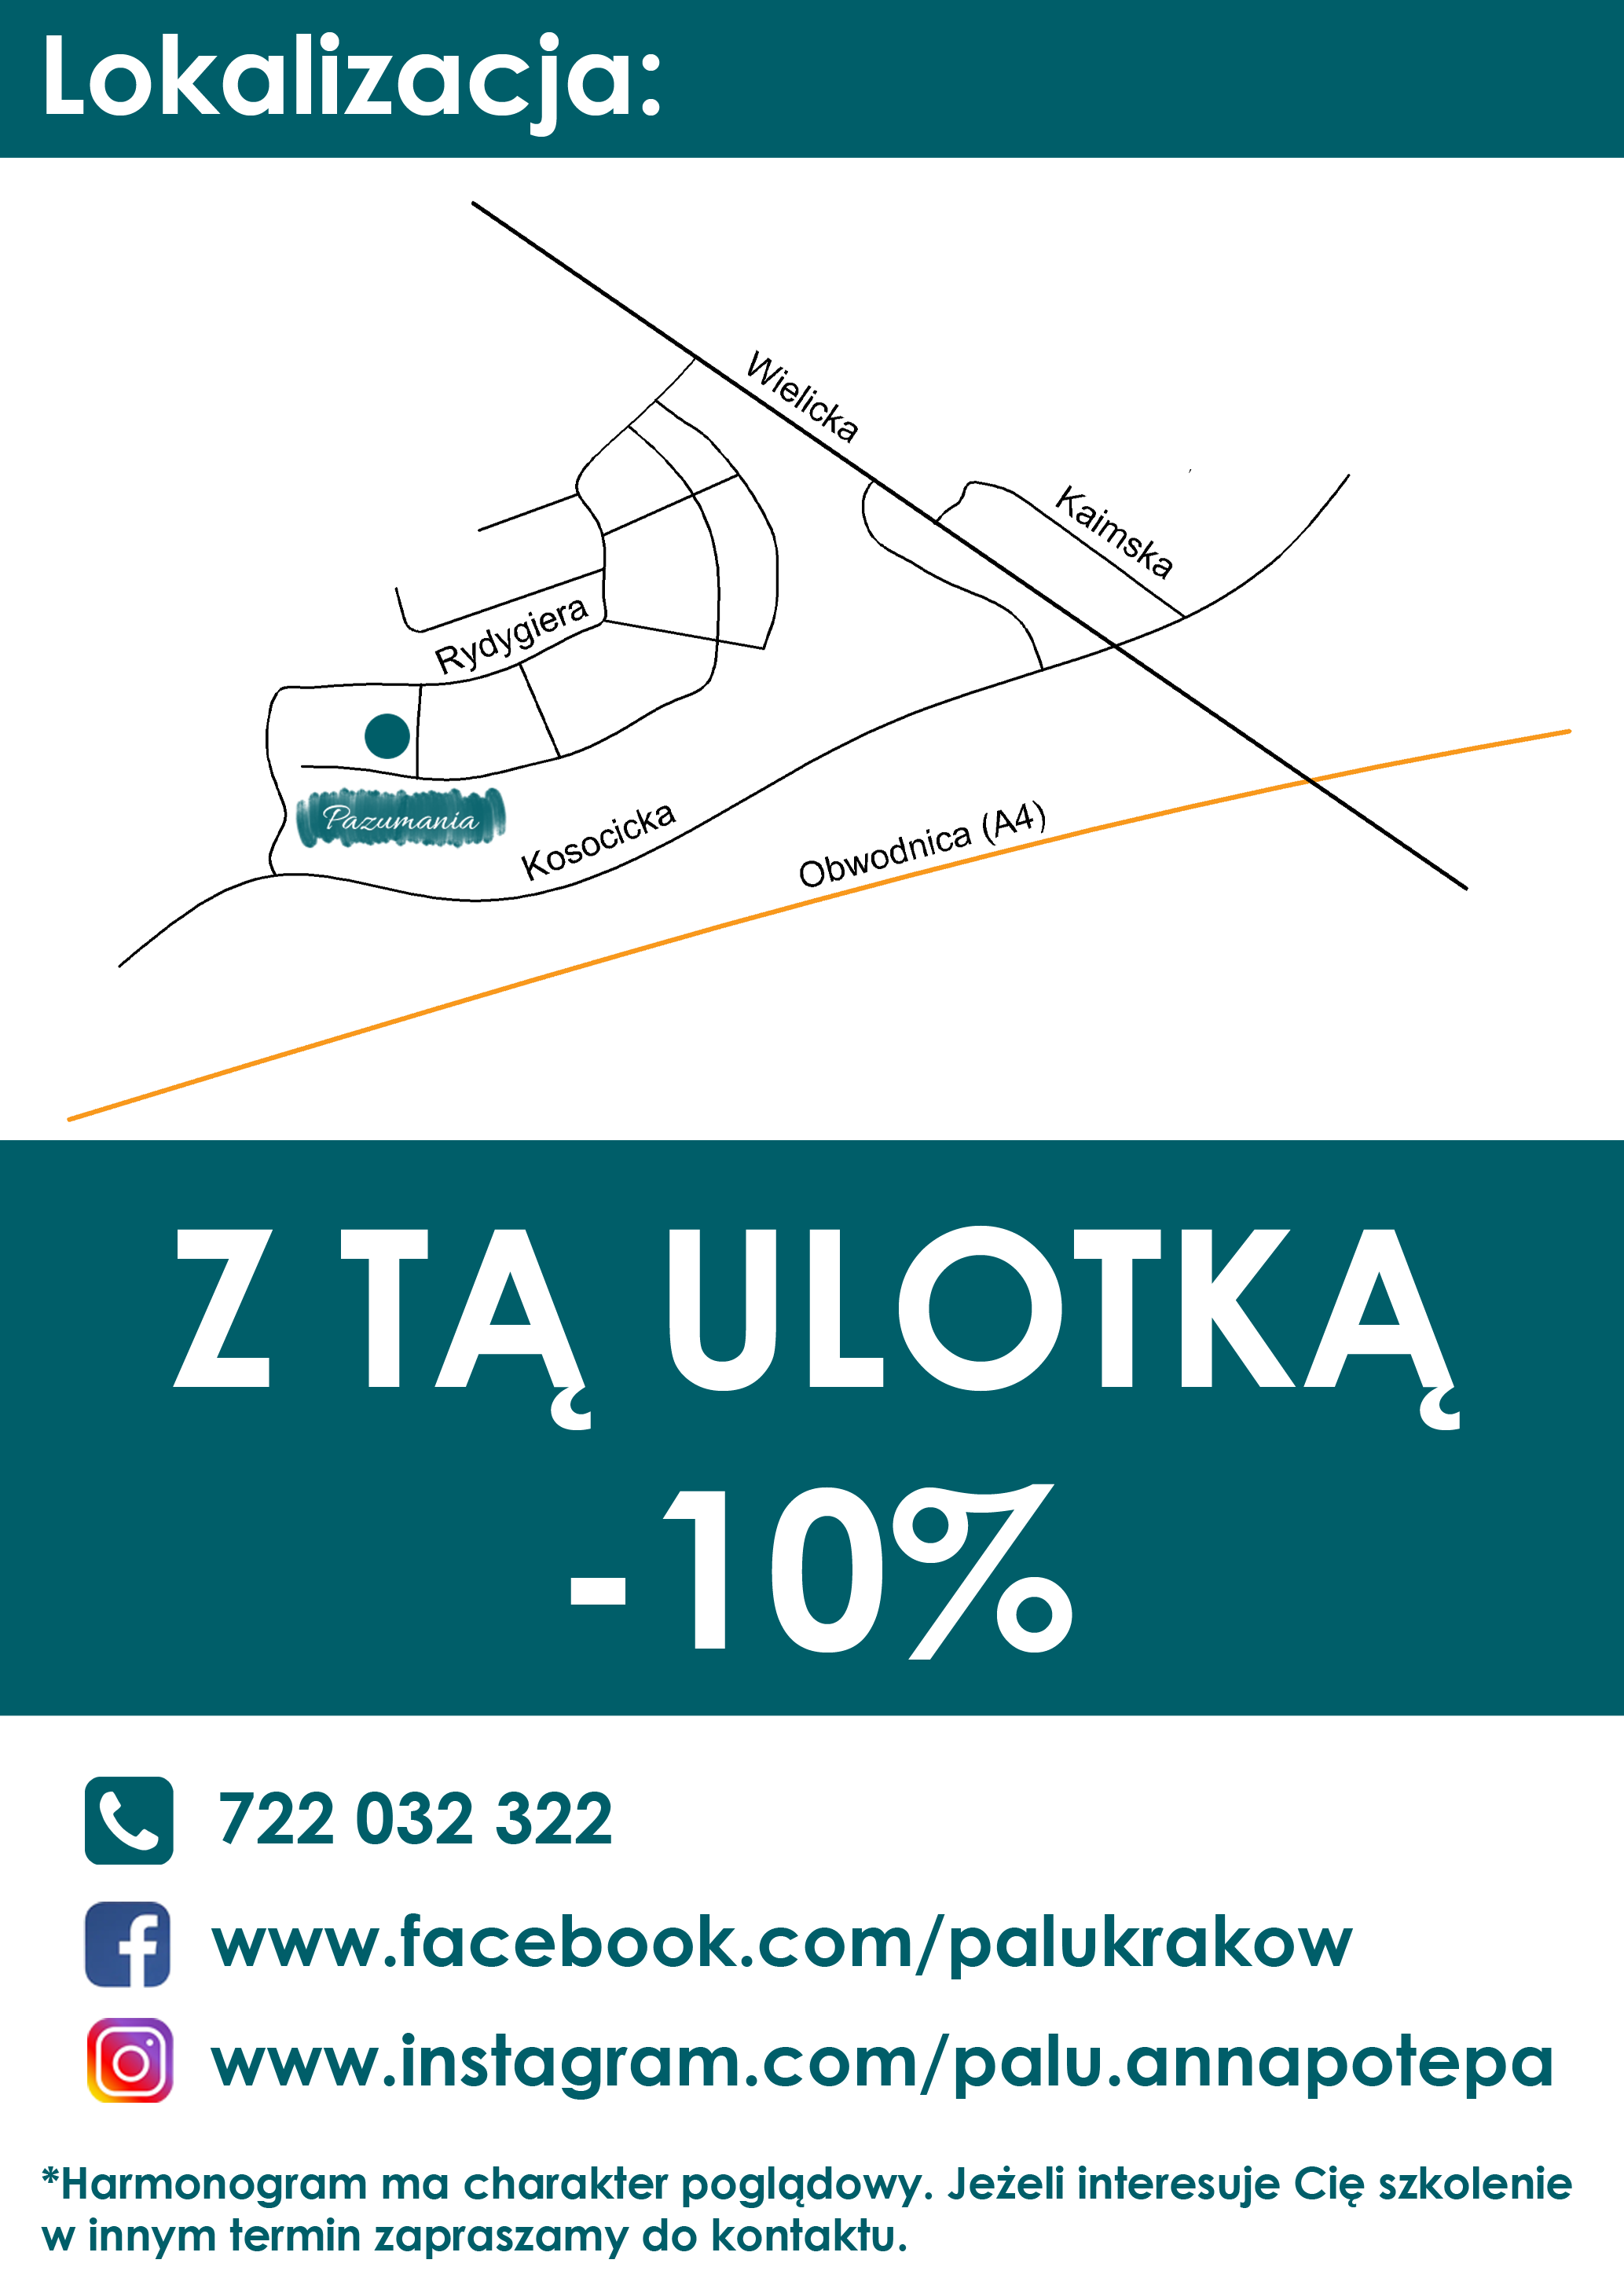 Lokalizacja:
Wielicka
Kaimska
Rydygiera
Pazumania
Kosocicka
Obwodnica (A4)
Z TĄ ULOTKĄ
-10%
722 032 322
www.facebook.com/palukrakow
www.instagram.com/palu.annapotepa
*Harmonogram ma charakter poglądowy. Jeżeli interesuje Cię szkolenie
w innym termin zapraszamy do kontaktu.